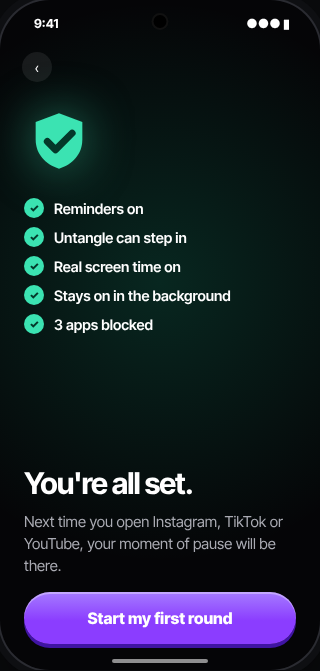 9:41
‹
Reminders on
Untangle can step in
Real screen time on
Stays on in the background
3 apps blocked
You're all set.
Next time you open Instagram, TikTok or
YouTube, your moment of pause will be
there.
Start my first round